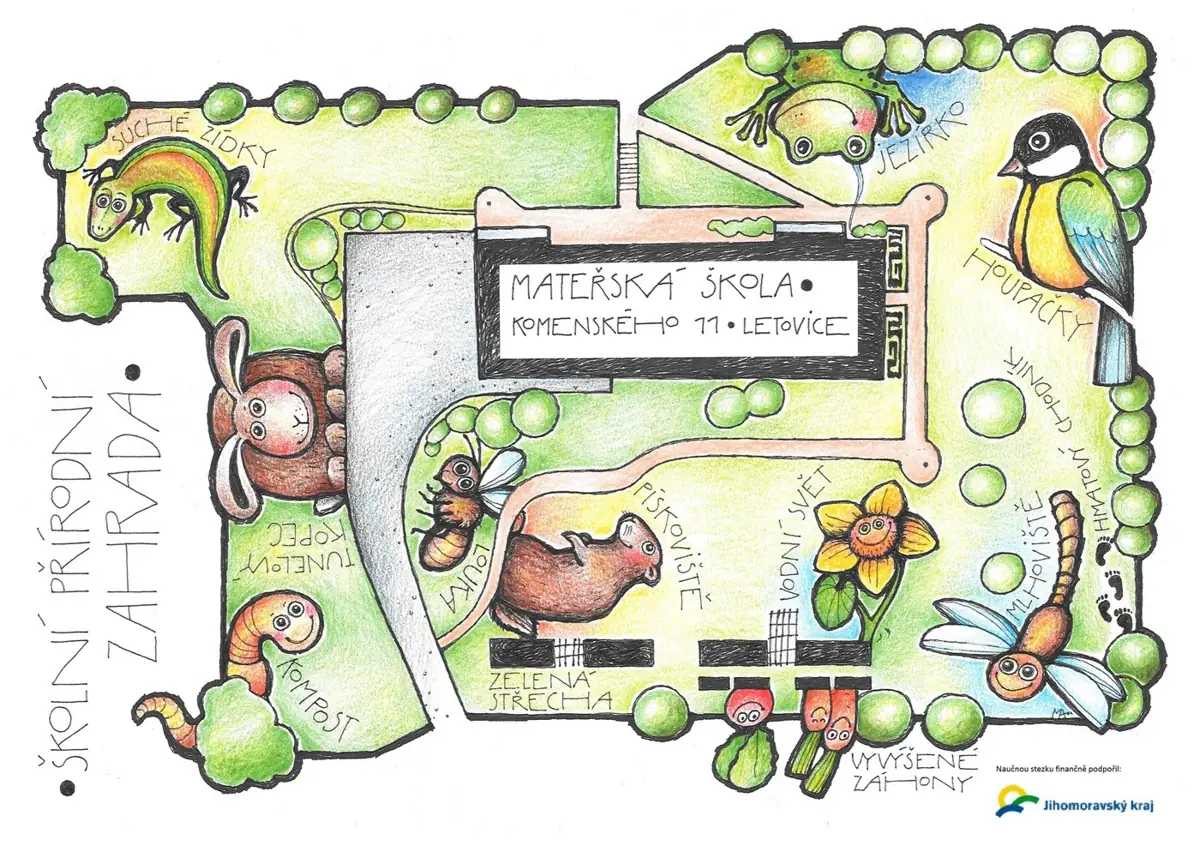 SUCHÉ ZÍDKY
JEZÍRKO
MATEŘSKÁ ŠKOLA •
KOMENSKÉHO 11 • LETOVICE
HOUPAČKY
• ŠKOLNÍ PŘÍRODNÍ
ZAHRADA •
HMATOVÝ CHODNÍK
TUNELOVÝ
KOPEC
LOUKA
PÍSKOVIŠTĚ
VODNÍ SVĚT
MLHOVIŠTĚ
KOMPOST
ZELENÁ
STŘECHA
VYVÝŠENÉ
ZÁHONY
Naučnou stezku finančně podpořil:
Jihomoravský kraj